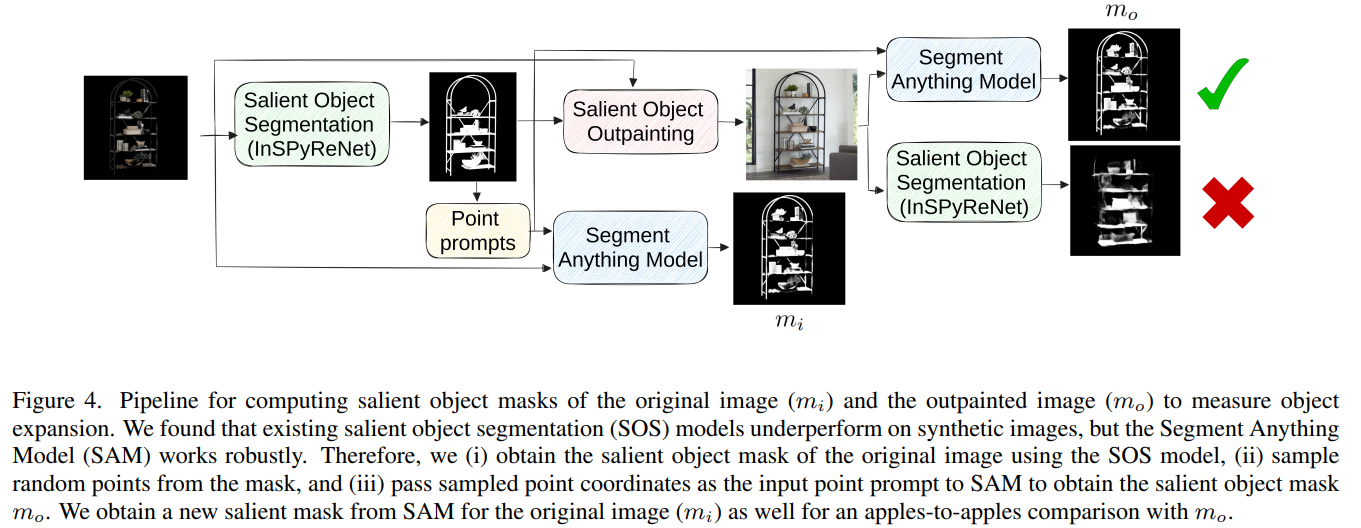 m_o
Salient Object
Segmentation
(InSPyReNet)
Salient Object
Outpainting
Segment
Anything Model
Salient Object
Segmentation
(InSPyReNet)
Point
prompts
Segment
Anything Model
m_i
Figure 4. Pipeline for computing salient object masks of the original image (m_i) and the outpainted image (m_o) to measure object
expansion. We found that existing salient object segmentation (SOS) models underperform on synthetic images, but the Segment Anything
Model (SAM) works robustly. Therefore, we (i) obtain the salient object mask of the original image using the SOS model, (ii) sample
random points from the mask, and (iii) pass sampled point coordinates as the input point prompt to SAM to obtain the salient object mask
m_o. We obtain a new salient mask from SAM for the original image (m_i) as well for an apples-to-apples comparison with m_o.